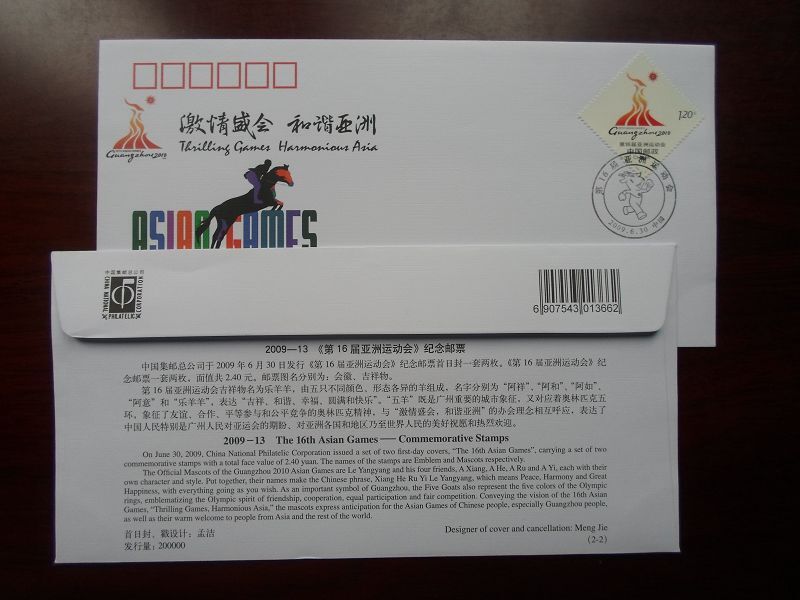 激情盛会 和谐亚洲
Thrilling Games Harmonious Asia
Guangzhou 2010
ASIAN GAMES
Guangzhou 2010
1.20元
第16届亚洲运动会
中国邮政
第16届亚洲运动会
2009.6.30 中国
中国集邮总公司
CHINA NATIONAL
PHILATELIC
CORPORATION
6 907543 013662
2009—13 《第 16 届亚洲运动会》纪念邮票
中国集邮总公司于 2009 年 6 月 30 日发行《第 16 届亚洲运动会》纪念邮票首日封一套两枚。《第 16 届亚洲运动会》纪
念邮票一套两枚，面值共 2.40 元。邮票图名分别为：会徽、吉祥物。
第 16 届亚洲运动会吉祥物名为乐羊羊，由五只不同颜色、形态各异的羊组成，名字分别为“阿祥”、“阿和”、“阿如”、
“阿意”和“乐羊羊”，表达“吉祥、和谐、幸福、圆满和快乐”。“五羊”既是广州重要的城市象征，又对应着奥林匹克五
环，象征了友谊、合作、平等参与和公平竞争的奥林匹克精神，与“激情盛会，和谐亚洲”的办会理念相互呼应，表达了
中国人民特别是广州人民对亚运会的期盼、对亚洲各国和地区乃至世界人民的美好祝愿和热烈欢迎。
2009－13 The 16th Asian Games —— Commemorative Stamps
On June 30, 2009, China National Philatelic Corporation issued a set of two first-day covers, “The 16th Asian Games”, carrying a set of two
commemorative stamps with a total face value of 2.40 yuan. The names of the stamps are Emblem and Mascots respectively.
The Official Mascots of the Guangzhou 2010 Asian Games are Le Yangyang and his four friends, A Xiang, A He, A Ru and A Yi, each with their
own character and style. Put together, their names make the Chinese phrase, Xiang He Ru Yi Le Yangyang, which means Peace, Harmony and Great
Happiness, with everything going as you wish. As an important symbol of Guangzhou, the Five Goats also represent the five colors of the Olympic
rings, emblematizing the Olympic spirit of friendship, cooperation, equal participation and fair competition. Conveying the vision of the 16th Asian
Games, “Thrilling Games, Harmonious Asia,” the mascots express anticipation for the Asian Games of Chinese people, especially Guangzhou people,
as well as their warm welcome to people from Asia and the rest of the world.
首日封、戳设计：孟洁
发行量：200000
Designer of cover and cancellation: Meng Jie
(2-2)